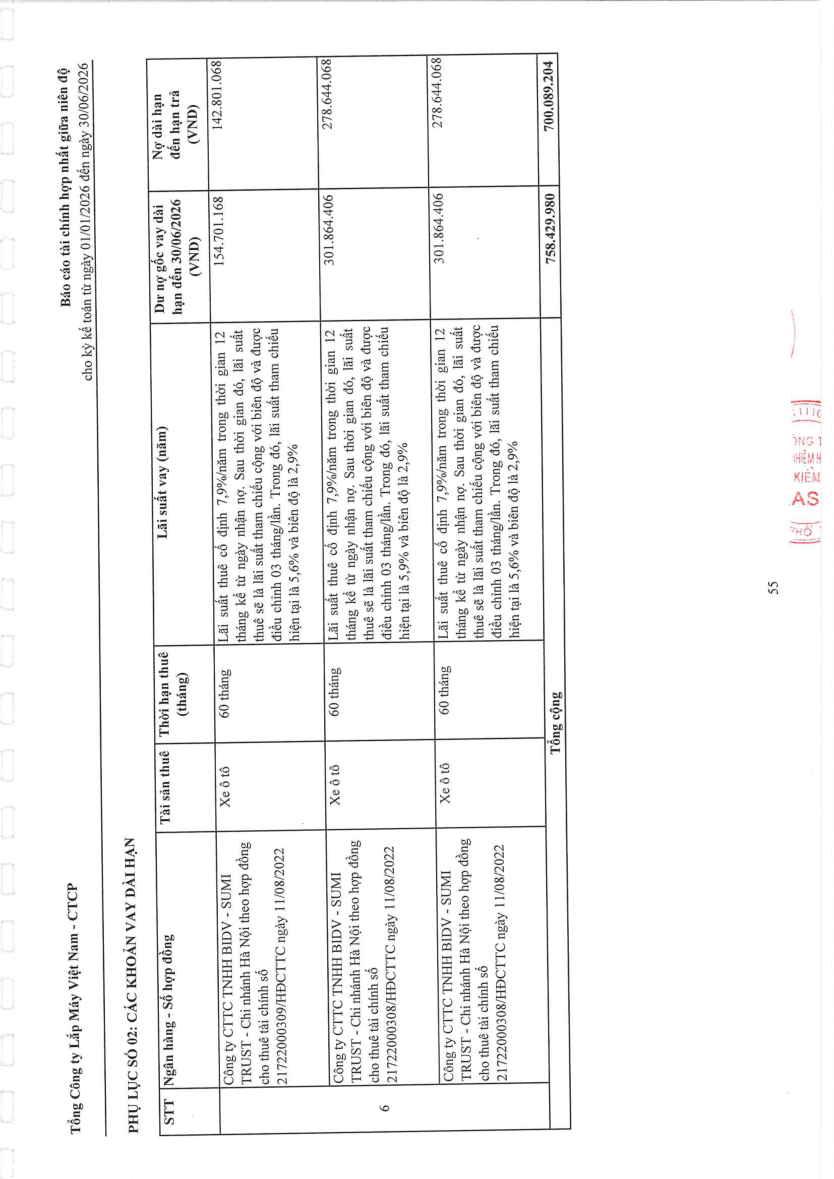 Tổng Công ty Lắp Máy Việt Nam - CTCP
Báo cáo tài chính hợp nhất giữa niên độ
cho kỳ kế toán từ ngày 01/01/2026 đến ngày 30/06/2026
PHỤ LỤC SỐ 02: CÁC KHOẢN VAY DÀI HẠN
STT
Ngân hàng - Số hợp đồng
Tài sản thuê
Thời hạn thuê
(tháng)
Lãi suất vay (năm)
Dư nợ gốc vay dài
hạn đến 30/06/2026
(VND)
Nợ dài hạn
đến hạn trả
(VND)
6
Công ty CTTC TNHH BIDV - SUMI
TRUST - Chi nhánh Hà Nội theo hợp đồng
cho thuê tài chính số
21722000309/HĐCTTC ngày 11/08/2022
Xe ô tô
60 tháng
Lãi suất thuê cố định 7,9%/năm trong thời gian 12
tháng kể từ ngày nhận nợ. Sau thời gian đó, lãi suất
thuê sẽ là lãi suất tham chiếu cộng với biên độ và được
điều chỉnh 03 tháng/lần. Trong đó, lãi suất tham chiếu
hiện tại là 5,6% và biên độ là 2,9%
154.701.168
142.801.068
Công ty CTTC TNHH BIDV - SUMI
TRUST - Chi nhánh Hà Nội theo hợp đồng
cho thuê tài chính số
21722000308/HĐCTTC ngày 11/08/2022
Xe ô tô
60 tháng
Lãi suất thuê cố định 7,9%/năm trong thời gian 12
tháng kể từ ngày nhận nợ. Sau thời gian đó, lãi suất
thuê sẽ là lãi suất tham chiếu cộng với biên độ và được
điều chỉnh 03 tháng/lần. Trong đó, lãi suất tham chiếu
hiện tại là 5,9% và biên độ là 2,9%
301.864.406
278.644.068
Công ty CTTC TNHH BIDV - SUMI
TRUST - Chi nhánh Hà Nội theo hợp đồng
cho thuê tài chính số
21722000308/HĐCTTC ngày 11/08/2022
Xe ô tô
60 tháng
Lãi suất thuê cố định 7,9%/năm trong thời gian 12
tháng kể từ ngày nhận nợ. Sau thời gian đó, lãi suất
thuê sẽ là lãi suất tham chiếu cộng với biên độ và được
điều chỉnh 03 tháng/lần. Trong đó, lãi suất tham chiếu
hiện tại là 5,6% và biên độ là 2,9%
301.864.406
278.644.068
Tổng cộng
758.429.980
700.089.204
55
KIỂM
AS